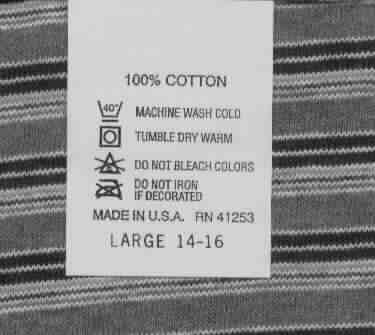 100% COTTON
40° MACHINE WASH COLD
TUMBLE DRY WARM
DO NOT BLEACH COLORS
DO NOT IRON
IF DECORATED
MADE IN U.S.A. RN 41253
LARGE 14-16